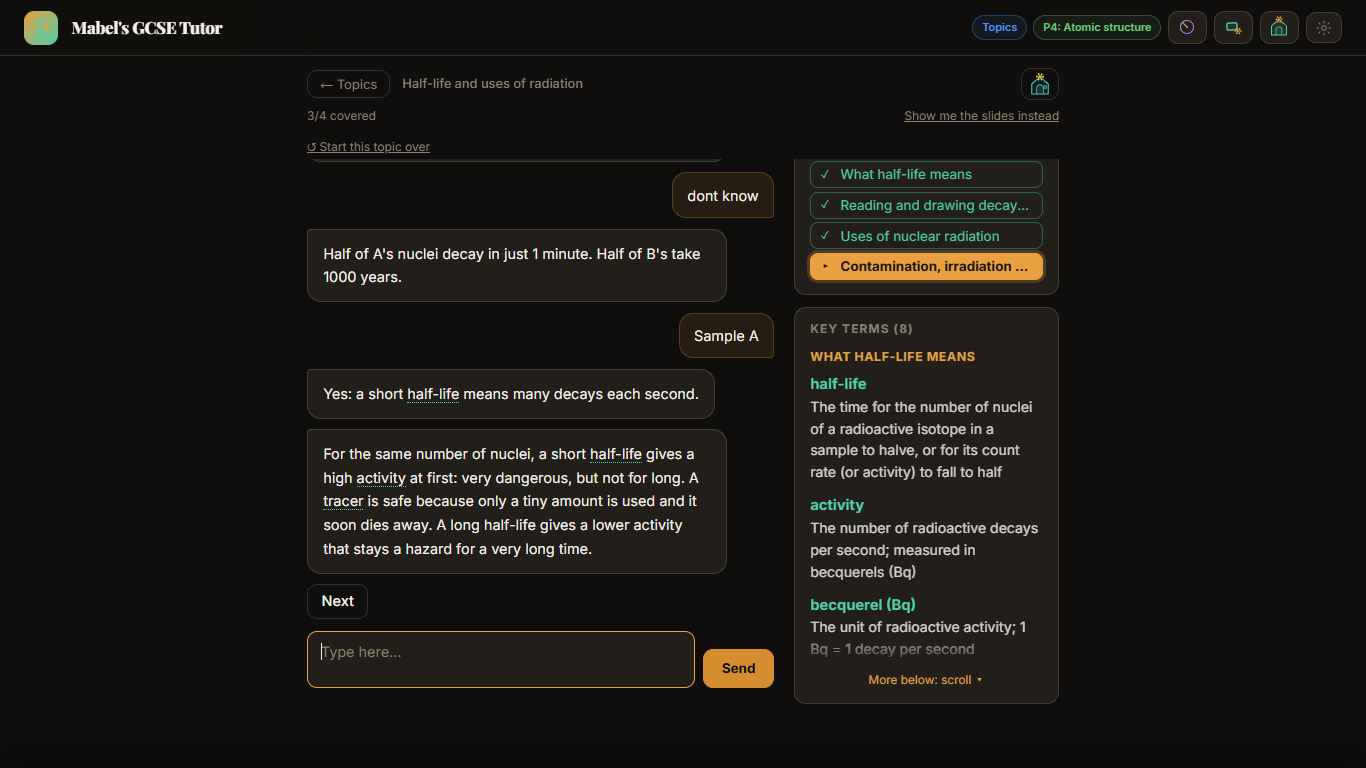 Mabel's GCSE Tutor
Topics
P4: Atomic structure
← Topics
Half-life and uses of radiation
3/4 covered
Show me the slides instead
↺ Start this topic over
dont know
Half of A's nuclei decay in just 1 minute. Half of B's take
1000 years.
Sample A
Yes: a short half-life means many decays each second.
For the same number of nuclei, a short half-life gives a
high activity at first: very dangerous, but not for long. A
tracer is safe because only a tiny amount is used and it
soon dies away. A long half-life gives a lower activity
that stays a hazard for a very long time.
Next
Type here...
Send
✓ What half-life means
✓ Reading and drawing decay...
✓ Uses of nuclear radiation
▸ Contamination, irradiation ...
KEY TERMS (8)
WHAT HALF-LIFE MEANS
half-life
The time for the number of nuclei
of a radioactive isotope in a
sample to halve, or for its count
rate (or activity) to fall to half
activity
The number of radioactive decays
per second; measured in
becquerels (Bq)
becquerel (Bq)
The unit of radioactive activity; 1
Bq = 1 decay per second
More below: scroll ▾